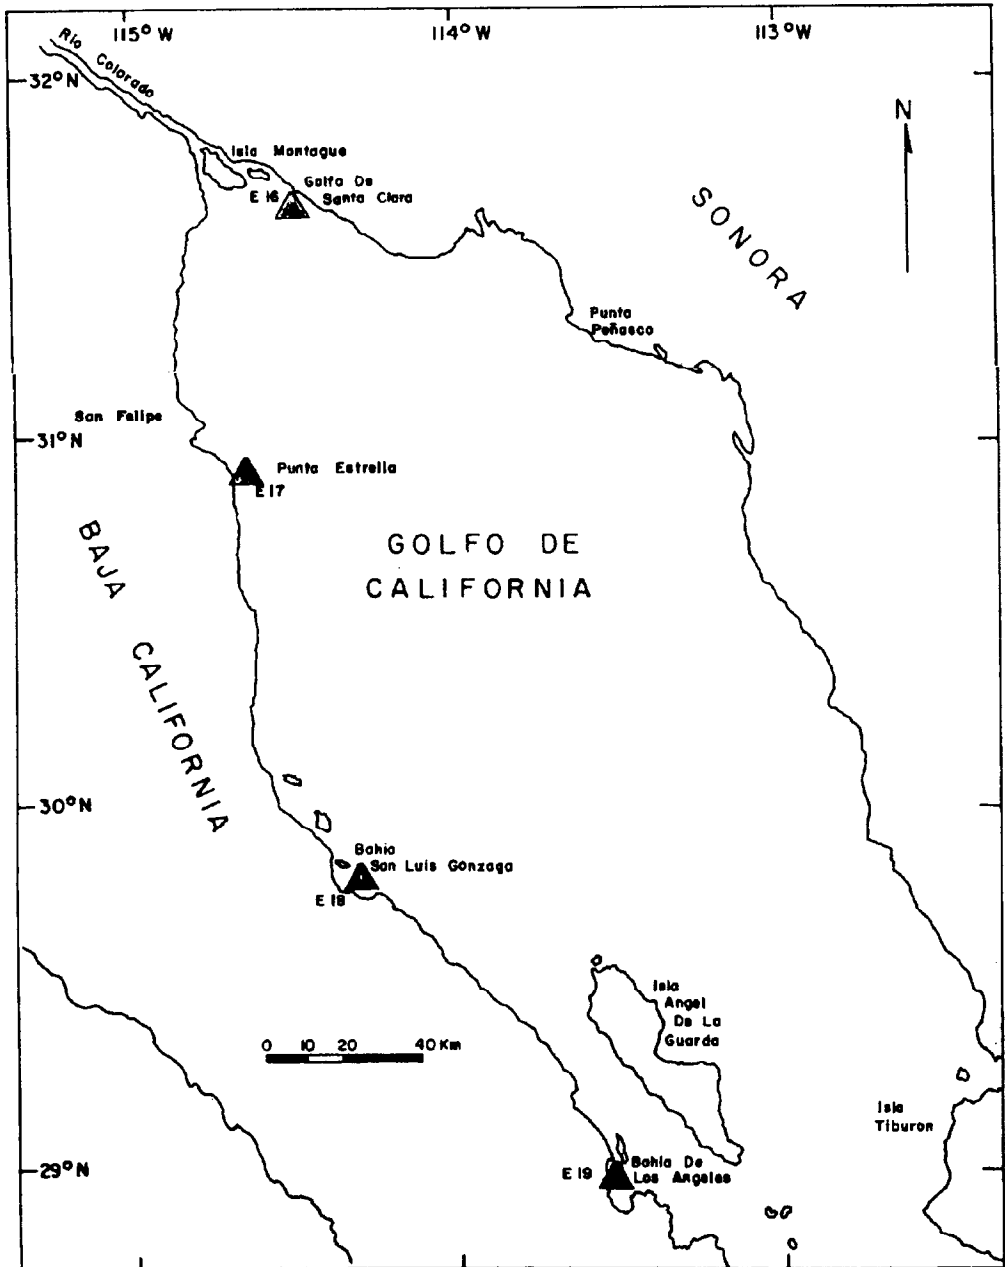 115° W
114° W
113° W
Río Colorado
32°N
N
Isla Montague
Golfo De
Santa Clara
E 16
SONORA
Punta
Peñasco
San Felipe
31°N
Punta Estrella
E 17
GOLFO DE
CALIFORNIA
BAJA CALIFORNIA
30°N
Bahia
San Luis Gonzaga
E 18
Isla
Angel
De La
Guarda
0 10 20 40 Km
Isla
Tiburon
29°N
E 19
Bahia De
Los Angeles